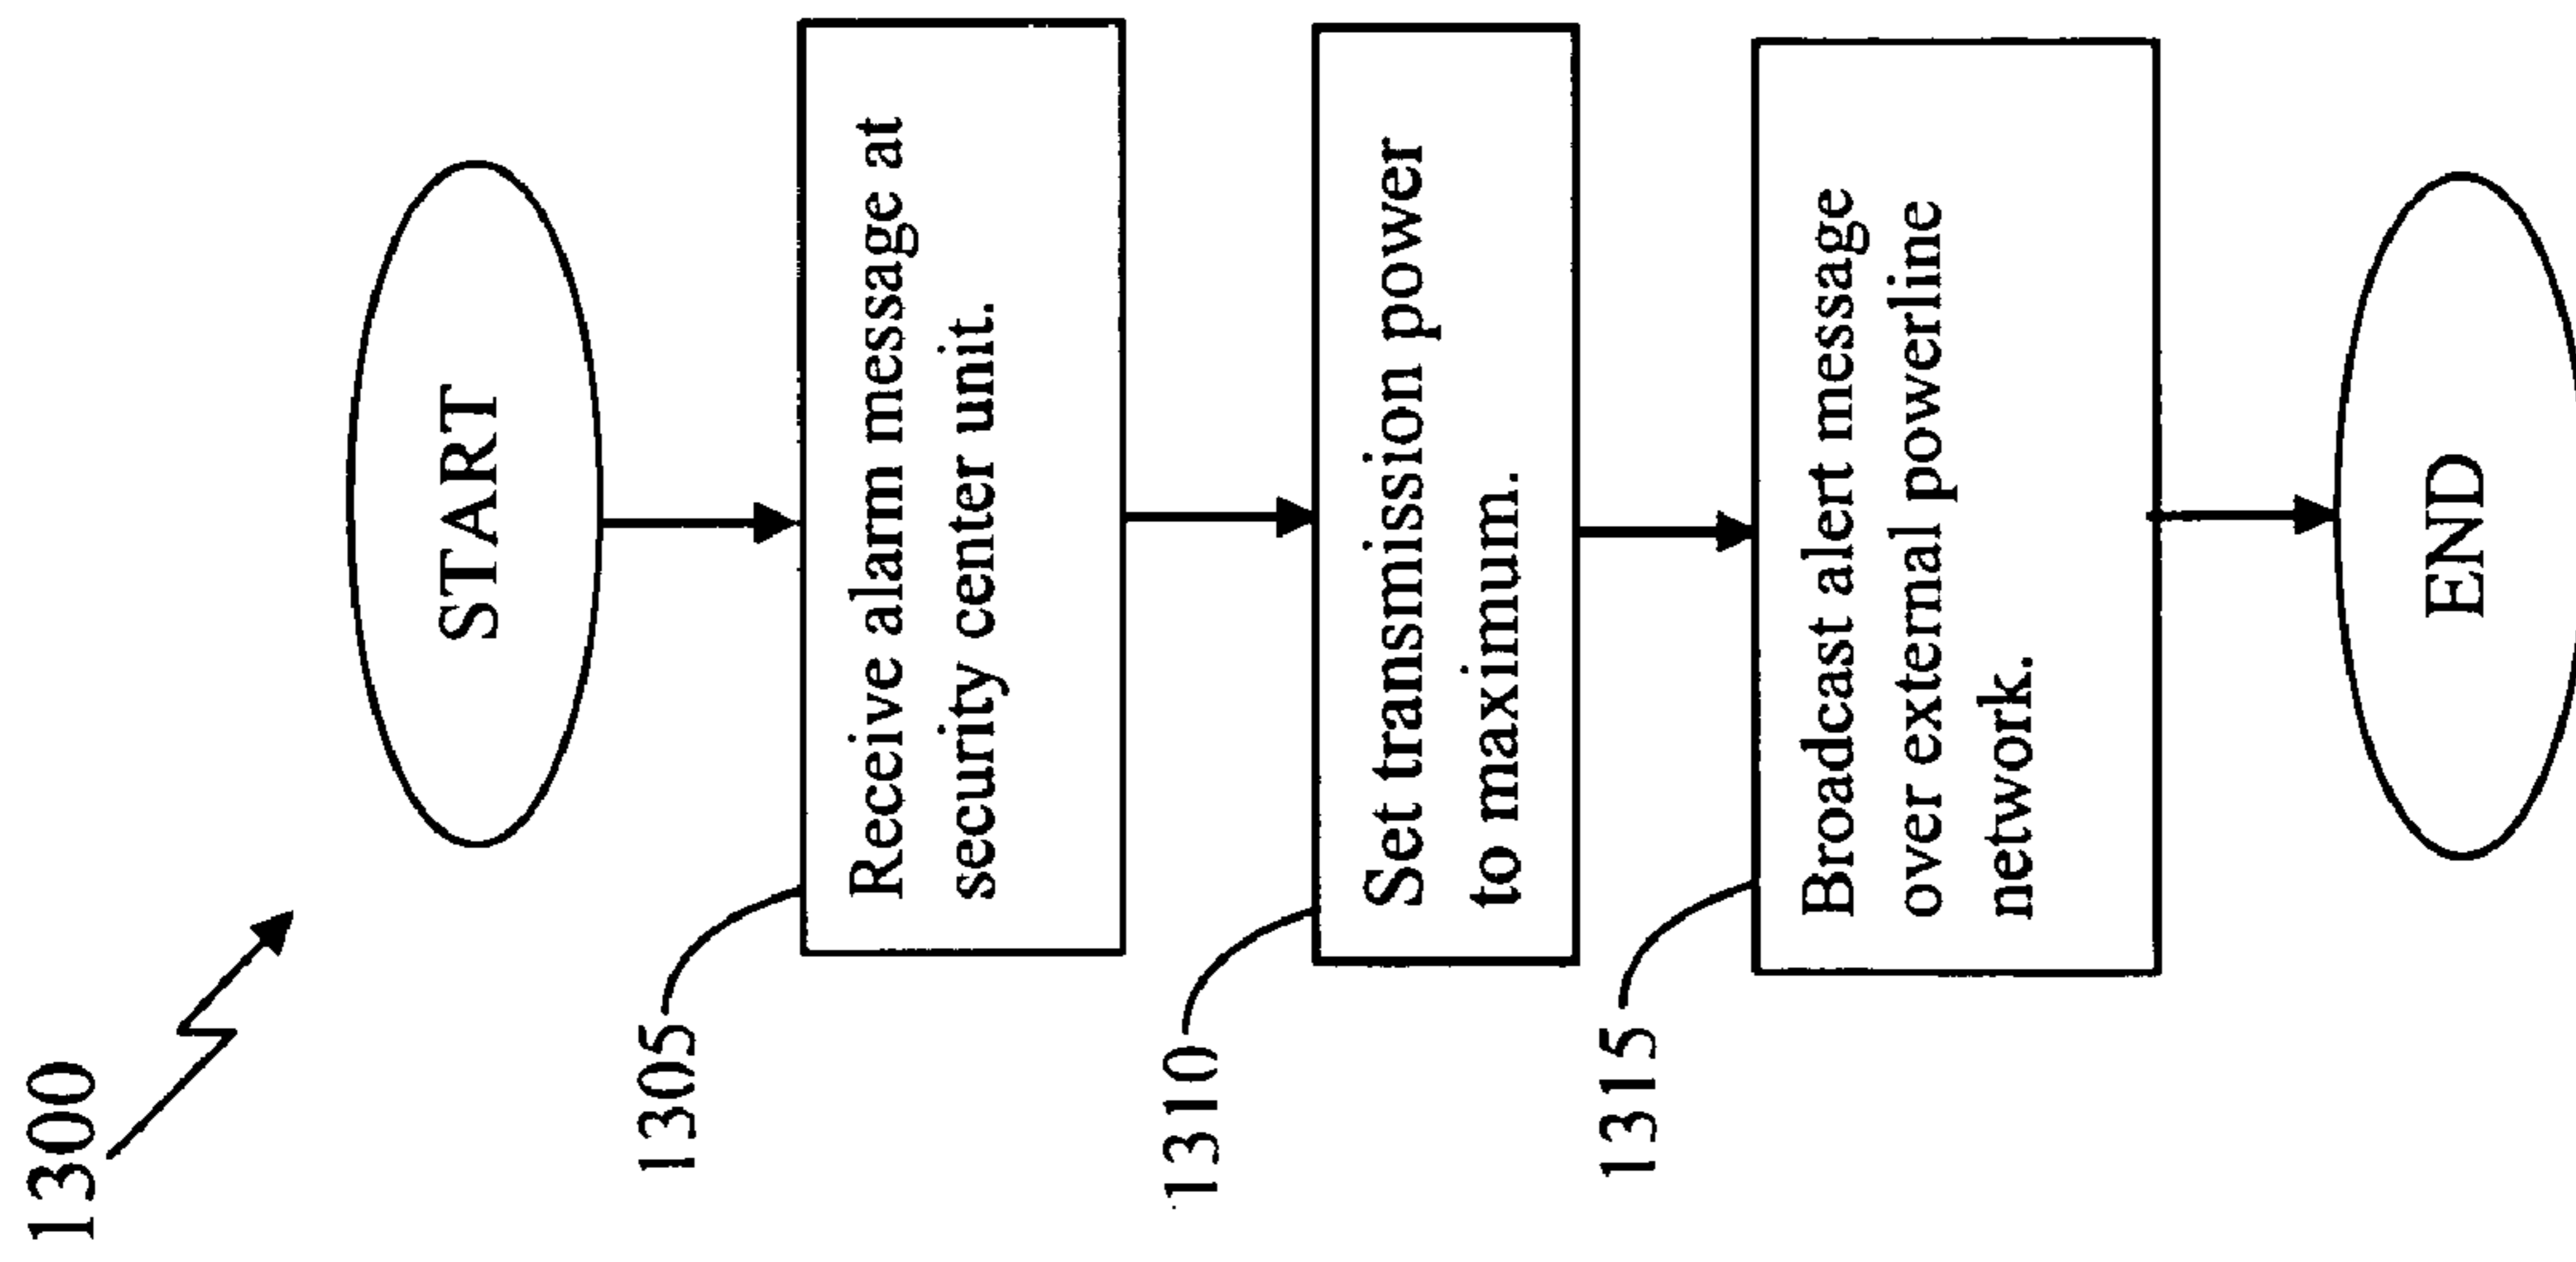 1300
START
1305
Receive alarm message at
security center unit.
1310
Set transmission power
to maximum.
1315
Broadcast alert message
over external powerline
network.
END